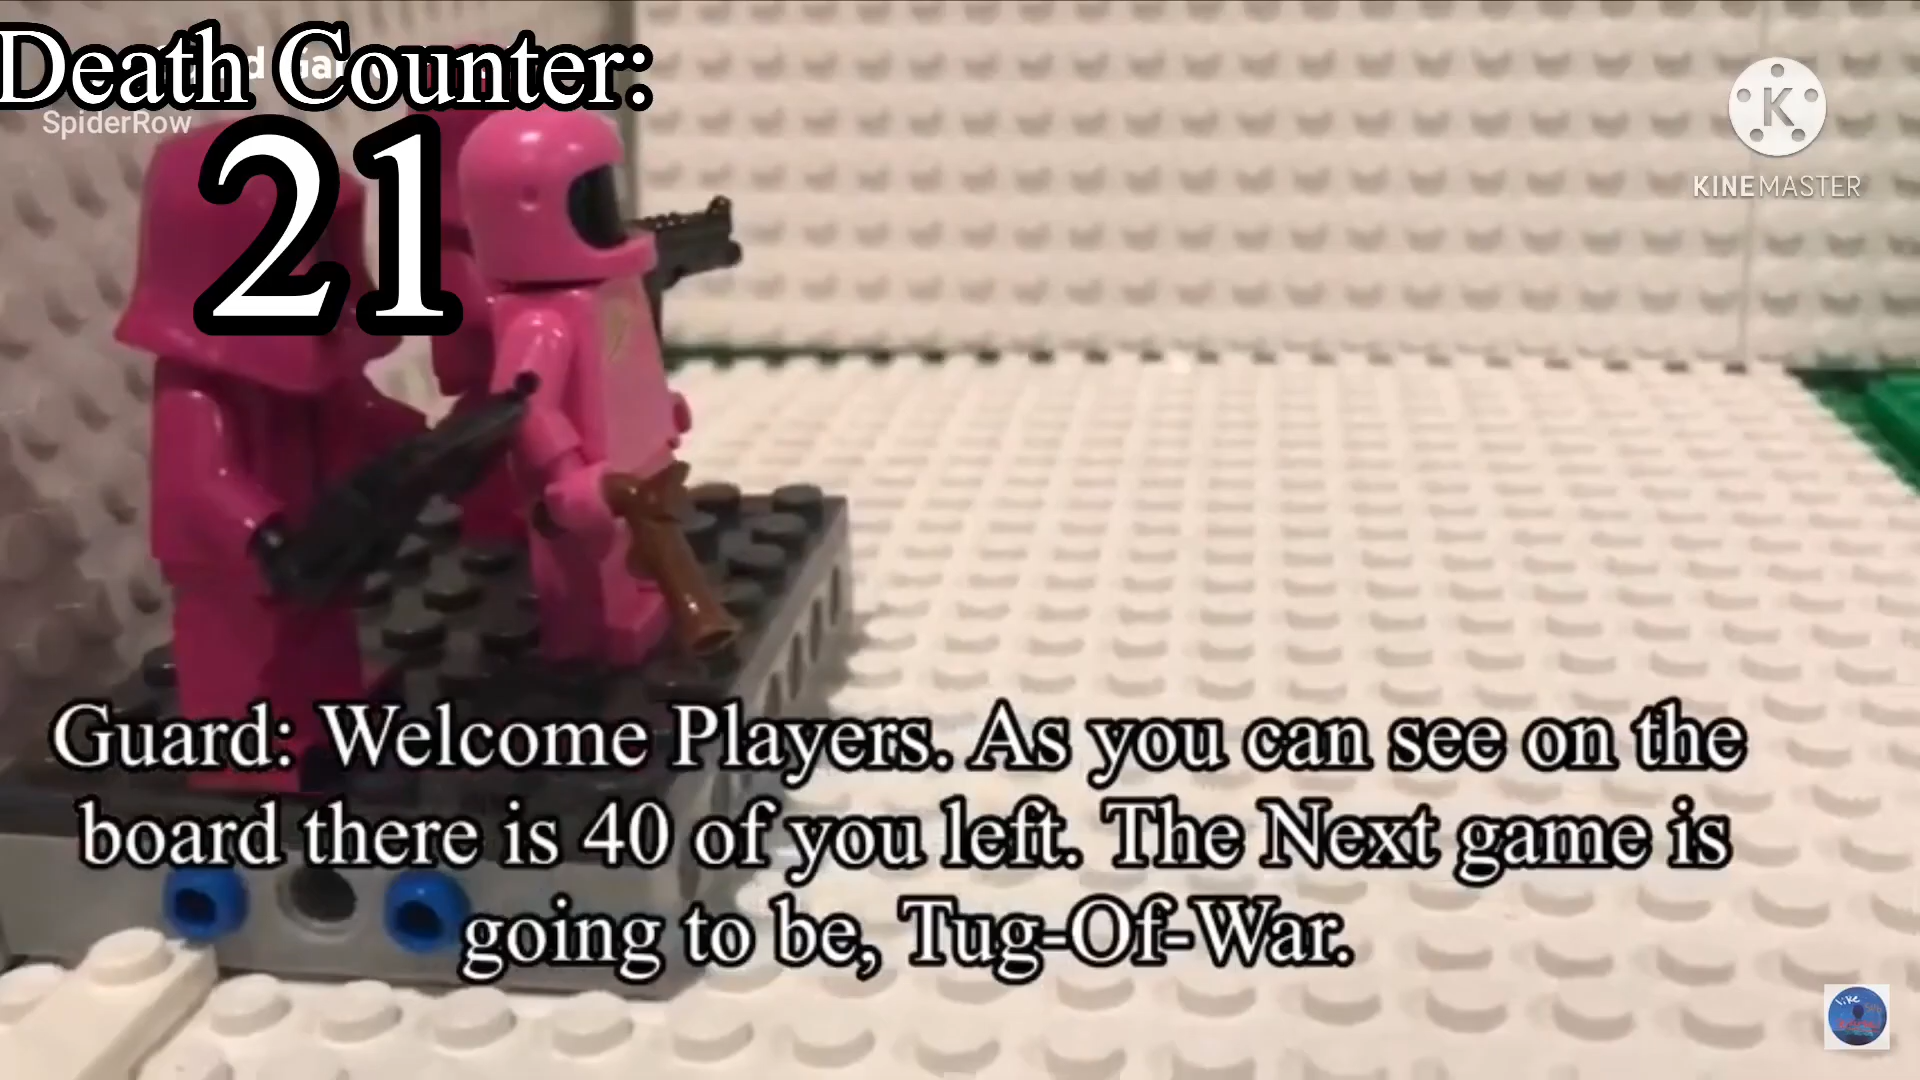 Death Counter:
SpiderRow
21
K
KINEMASTER
Guard: Welcome Players. As you can see on the
board there is 40 of you left. The Next game is
going to be, Tug-Of-War.
like